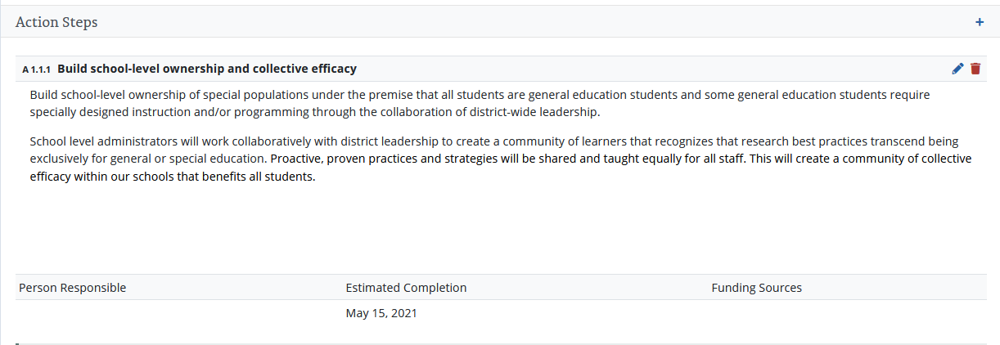 Action Steps +
A 1.1.1 Build school-level ownership and collective efficacy
Build school-level ownership of special populations under the premise that all students are general education students and some general education students require
specially designed instruction and/or programming through the collaboration of district-wide leadership.
School level administrators will work collaboratively with district leadership to create a community of learners that recognizes that research best practices transcend being
exclusively for general or special education. Proactive, proven practices and strategies will be shared and taught equally for all staff. This will create a community of collective
efficacy within our schools that benefits all students.
Person Responsible Estimated Completion Funding Sources
May 15, 2021